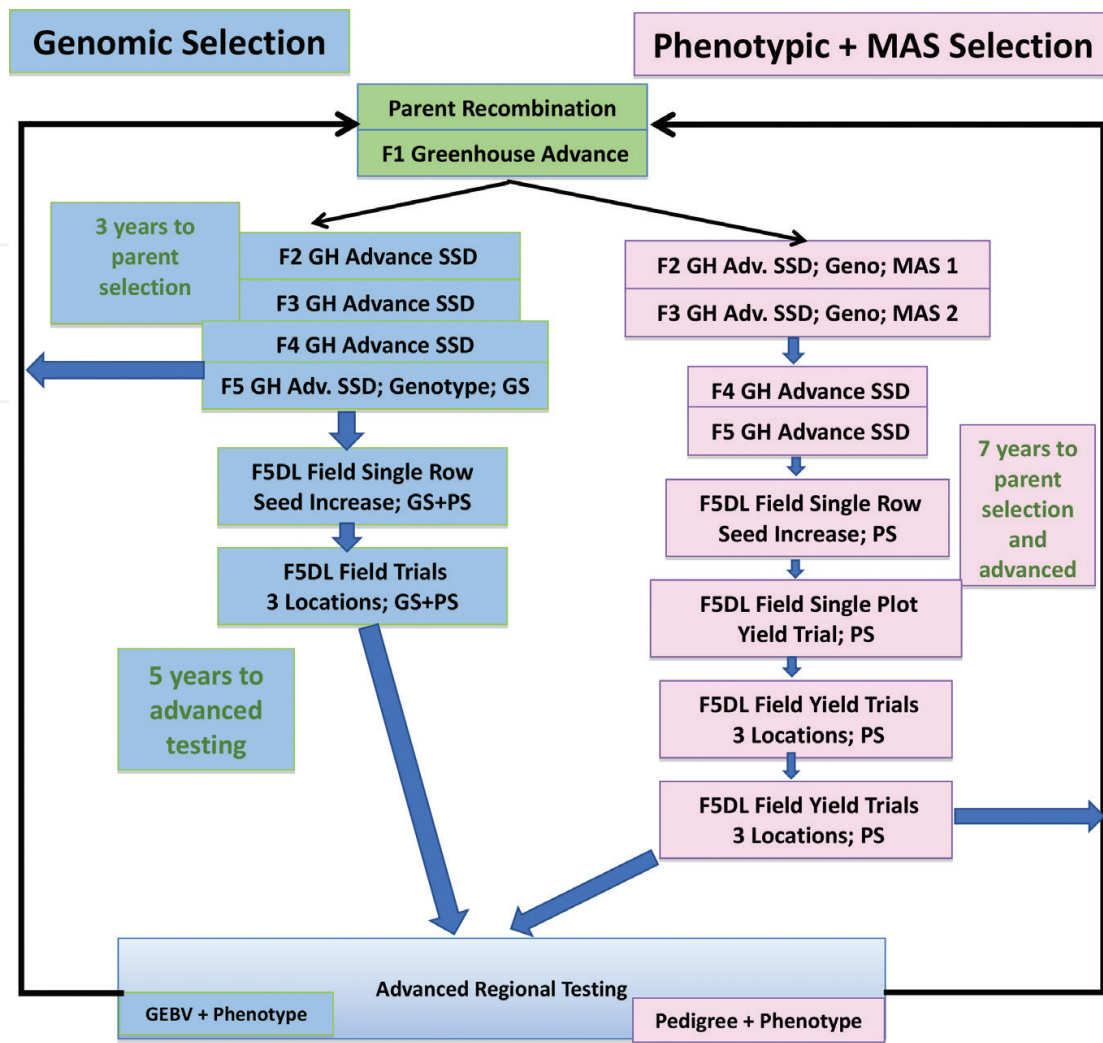 Genomic Selection
Phenotypic + MAS Selection
Parent Recombination
F1 Greenhouse Advance
3 years to
parent
selection
F2 GH Advance SSD
F3 GH Advance SSD
F4 GH Advance SSD
F5 GH Adv. SSD; Genotype; GS
F5DL Field Single Row
Seed Increase; GS+PS
F5DL Field Trials
3 Locations; GS+PS
5 years to
advanced
testing
F2 GH Adv. SSD; Geno; MAS 1
F3 GH Adv. SSD; Geno; MAS 2
F4 GH Advance SSD
F5 GH Advance SSD
7 years to
parent
selection
and
advanced
F5DL Field Single Row
Seed Increase; PS
F5DL Field Single Plot
Yield Trial; PS
F5DL Field Yield Trials
3 Locations; PS
F5DL Field Yield Trials
3 Locations; PS
Advanced Regional Testing
GEBV + Phenotype
Pedigree + Phenotype